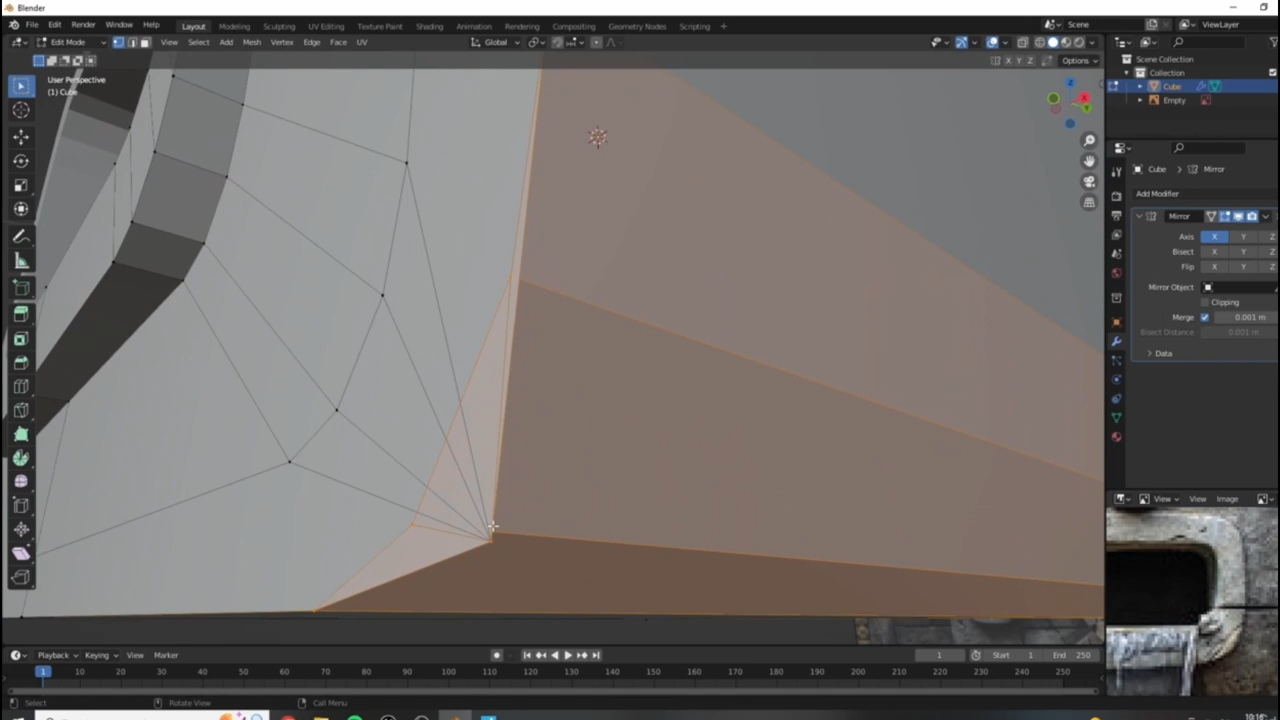 Blender
File Edit Render Window Help Layout Modeling Sculpting UV Editing Texture Paint Shading Animation Rendering Compositing Geometry Nodes Scripting + Scene ViewLayer
Edit Mode View Select Add Mesh Vertex Edge Face UV Global
X Y Z Options
User Perspective
(1) Cube
Z
X
Y
Scene Collection
Collection
Cube
Empty
Cube > Mirror
Add Modifier
Mirror
Axis X Y Z
Bisect X Y Z
Flip X Y Z
Mirror Object
Clipping
Merge 0.001 m
Bisect Distance 0.001 m
Data
View View Image
Playback Keying View Marker 1 Start 1 End 250
1 10 20 30 40 50 60 70 80 90 100 110 120 130 140 150 160 170 180 190 200 210 220 230 240 250
Select Rotate View Call Menu
10:16